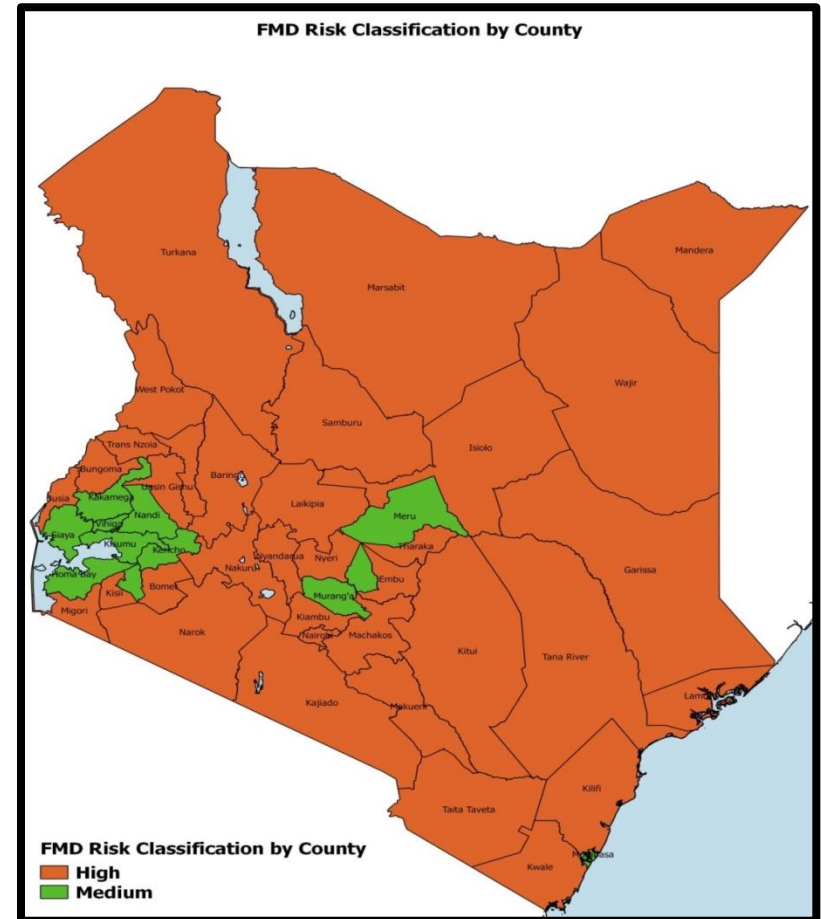 FMD Risk Classification by County
Mandera
Turkana
Marsabit
Wajir
West Pokot
Samburu
Isiolo
Trans Nzoia
Bungoma
Baringo
Uasin Gishu
Kakamega
Busia
Laikipia
Nandi
Meru
Vihiga
Siaya
Kisumu
Tharaka
Kericho
Nyandarua
Nyeri
Garissa
Nakuru
Embu
Homa Bay
Bomet
Kisii
Murang'a
Migori
Kiambu
Narok
Nairobi
Machakos
Kitui
Tana River
Lamu
Kajiado
Makueni
Kilifi
Taita Taveta
Mombasa
Kwale
FMD Risk Classification by County
High
Medium